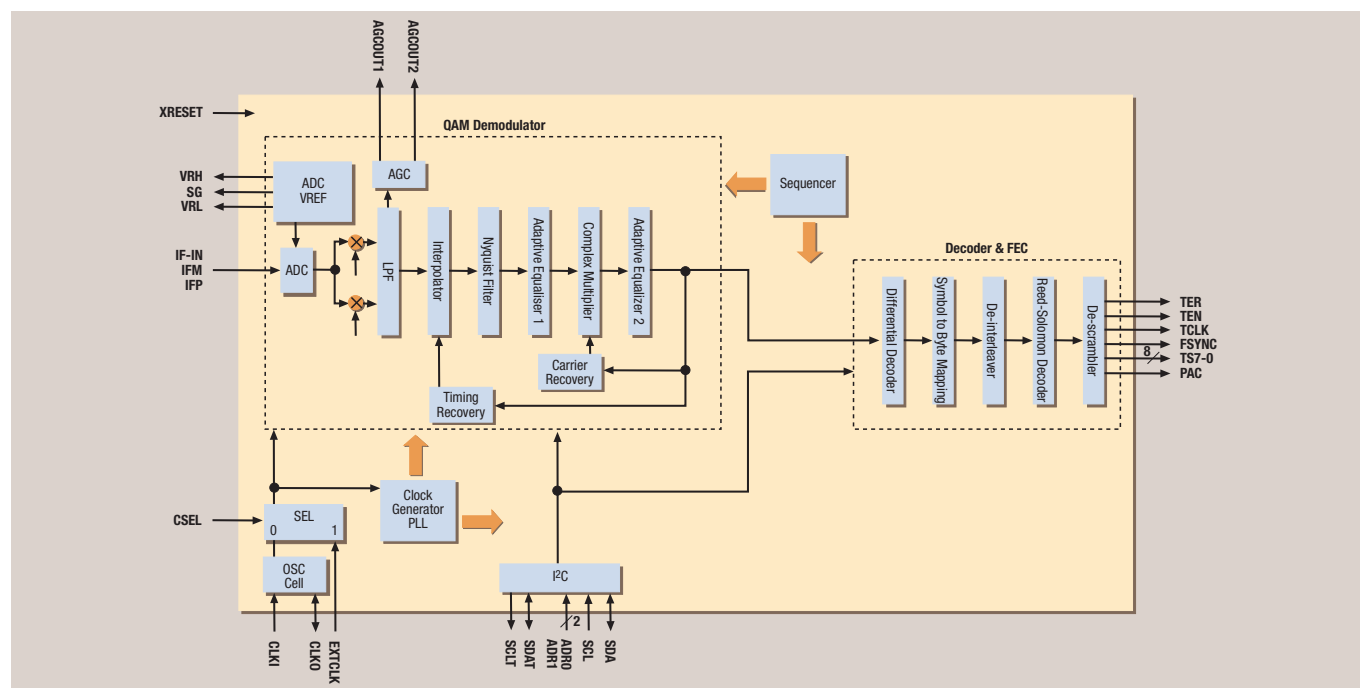 AGCOUT1
AGCOUT2
XRESET
QAM Demodulator
VRH
SG
VRL
ADC
VREF
AGC
Sequencer
IF-IN
IFM
IFP
ADC
LPF
Interpolator
Nyquist Filter
Adaptive Equaliser 1
Complex Multiplier
Adaptive Equalizer 2
Carrier
Recovery
Timing
Recovery
Decoder & FEC
Differential Decoder
Symbol to Byte Mapping
De-interleaver
Reed-Solomon Decoder
De-scrambler
TER
TEN
TCLK
FSYNC
8
TS7-0
PAC
CSEL
SEL
0 1
Clock
Generator
PLL
OSC
Cell
I²C
CLKI
CLKO
EXTCLK
SCLT
SDAT
ADR1
ADR0
2
SCL
SDA